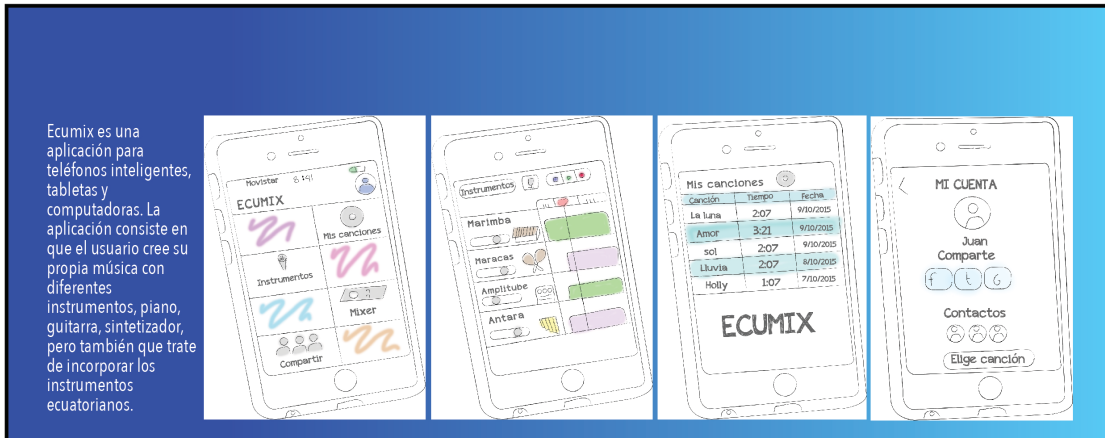 Ecumix es una
aplicación para
teléfonos inteligentes,
tabletas y
computadoras. La
aplicación consiste en
que el usuario cree su
propia música con
diferentes
instrumentos, piano,
guitarra, sintetizador,
pero también que trate
de incorporar los
instrumentos
ecuatorianos.
Movistar 8:41
ECUMIX
Mis canciones
Instrumentos
Mixer
Compartir
Instrumentos
Marimba
Maracas
Amplitube
Antara
Mis canciones
Canción Tiempo Fecha
La luna 2:07 9/10/2015
Amor 3:21 9/10/2015
sol 2:07 9/10/2015
Lluvia 2:07 8/10/2015
Holly 1:07 7/10/2015
ECUMIX
MI CUENTA
Juan
Comparte
f t G
Contactos
Elige canción